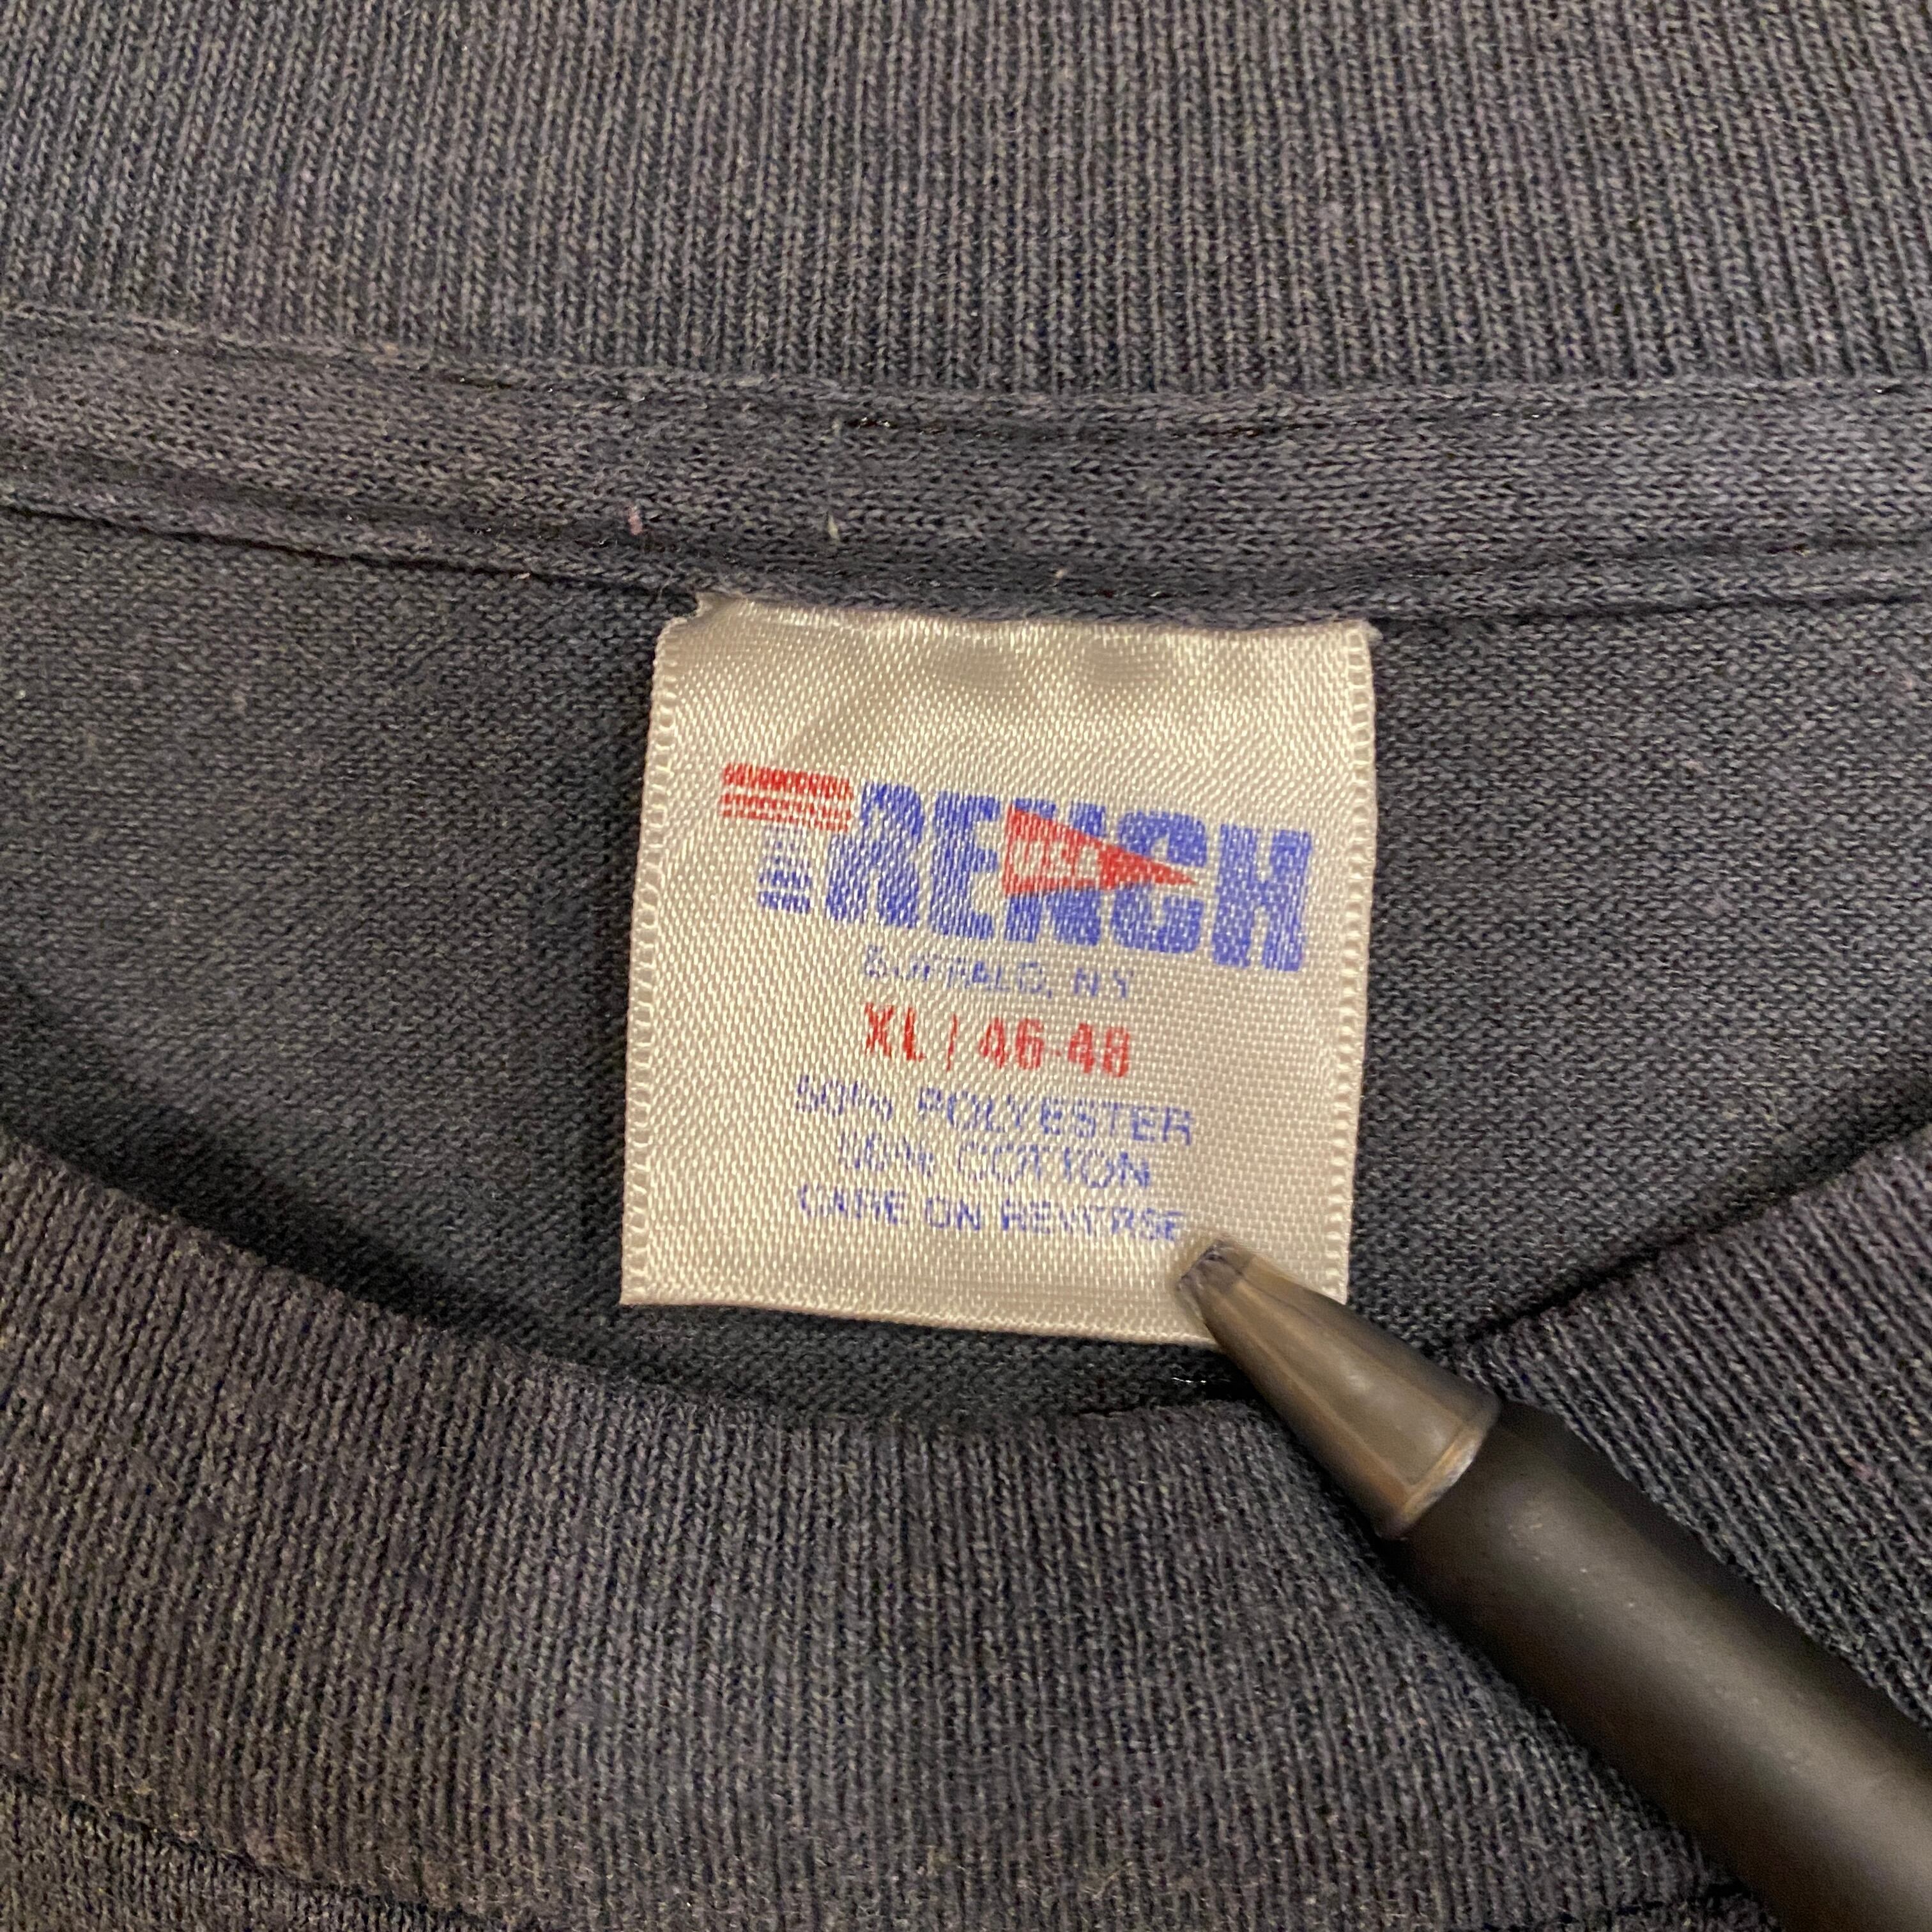 TRENCH
U.S.A.
BUFFALO, N.Y.
XL / 46-48
50% POLYESTER
50% COTTON
CARE ON REVERSE